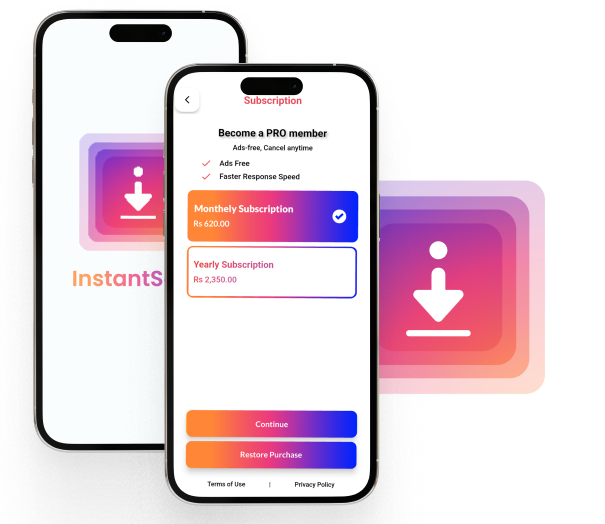 InstantS
Subscription
Become a PRO member
Ads-free, Cancel anytime
Ads Free
Faster Response Speed
Monthely Subscription
Rs 620.00
Yearly Subscription
Rs 2,350.00
Continue
Restore Purchase
Terms of Use | Privacy Policy